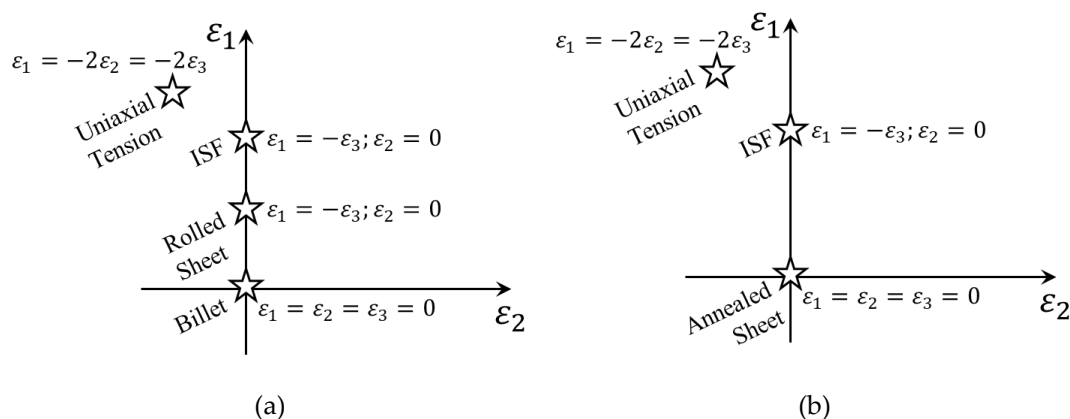 ε₁
ε₁ = −2ε₂ = −2ε₃
Uniaxial
Tension
ISF
ε₁ = −ε₃; ε₂ = 0
Rolled
Sheet
ε₁ = −ε₃; ε₂ = 0
Billet
ε₁ = ε₂ = ε₃ = 0
ε₂
(a)
ε₁
ε₁ = −2ε₂ = −2ε₃
Uniaxial
Tension
ISF
ε₁ = −ε₃; ε₂ = 0
Annealed
Sheet
ε₁ = ε₂ = ε₃ = 0
ε₂
(b)